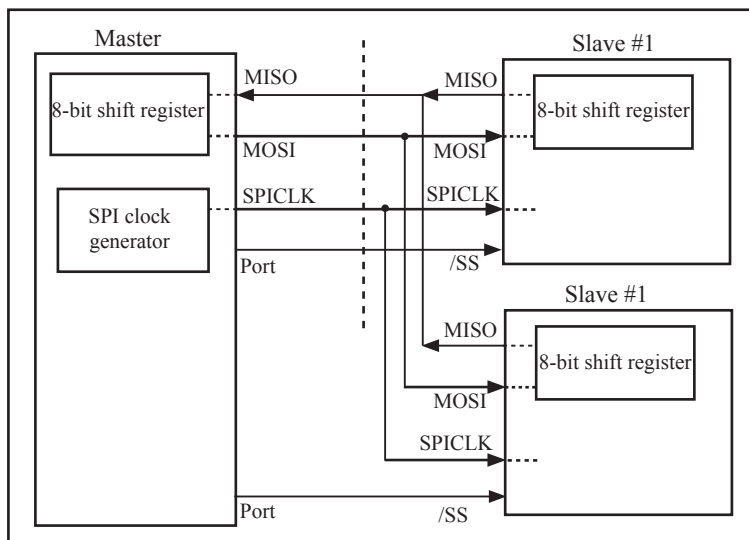 Master
Slave #1
MISO
MISO
8-bit shift register
8-bit shift register
MOSI
MOSI
SPICLK
SPICLK
SPI clock
generator
Port
/SS
Slave #1
MISO
8-bit shift register
MOSI
SPICLK
Port
/SS